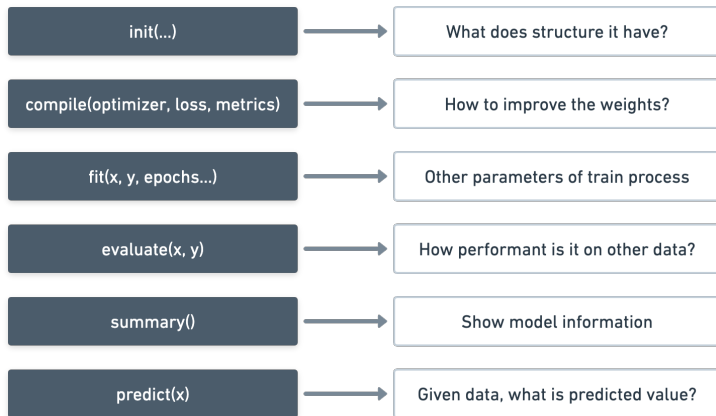 init(...)
What does structure it have?
compile(optimizer, loss, metrics)
How to improve the weights?
fit(x, y, epochs...)
Other parameters of train process
evaluate(x, y)
How performant is it on other data?
summary()
Show model information
predict(x)
Given data, what is predicted value?